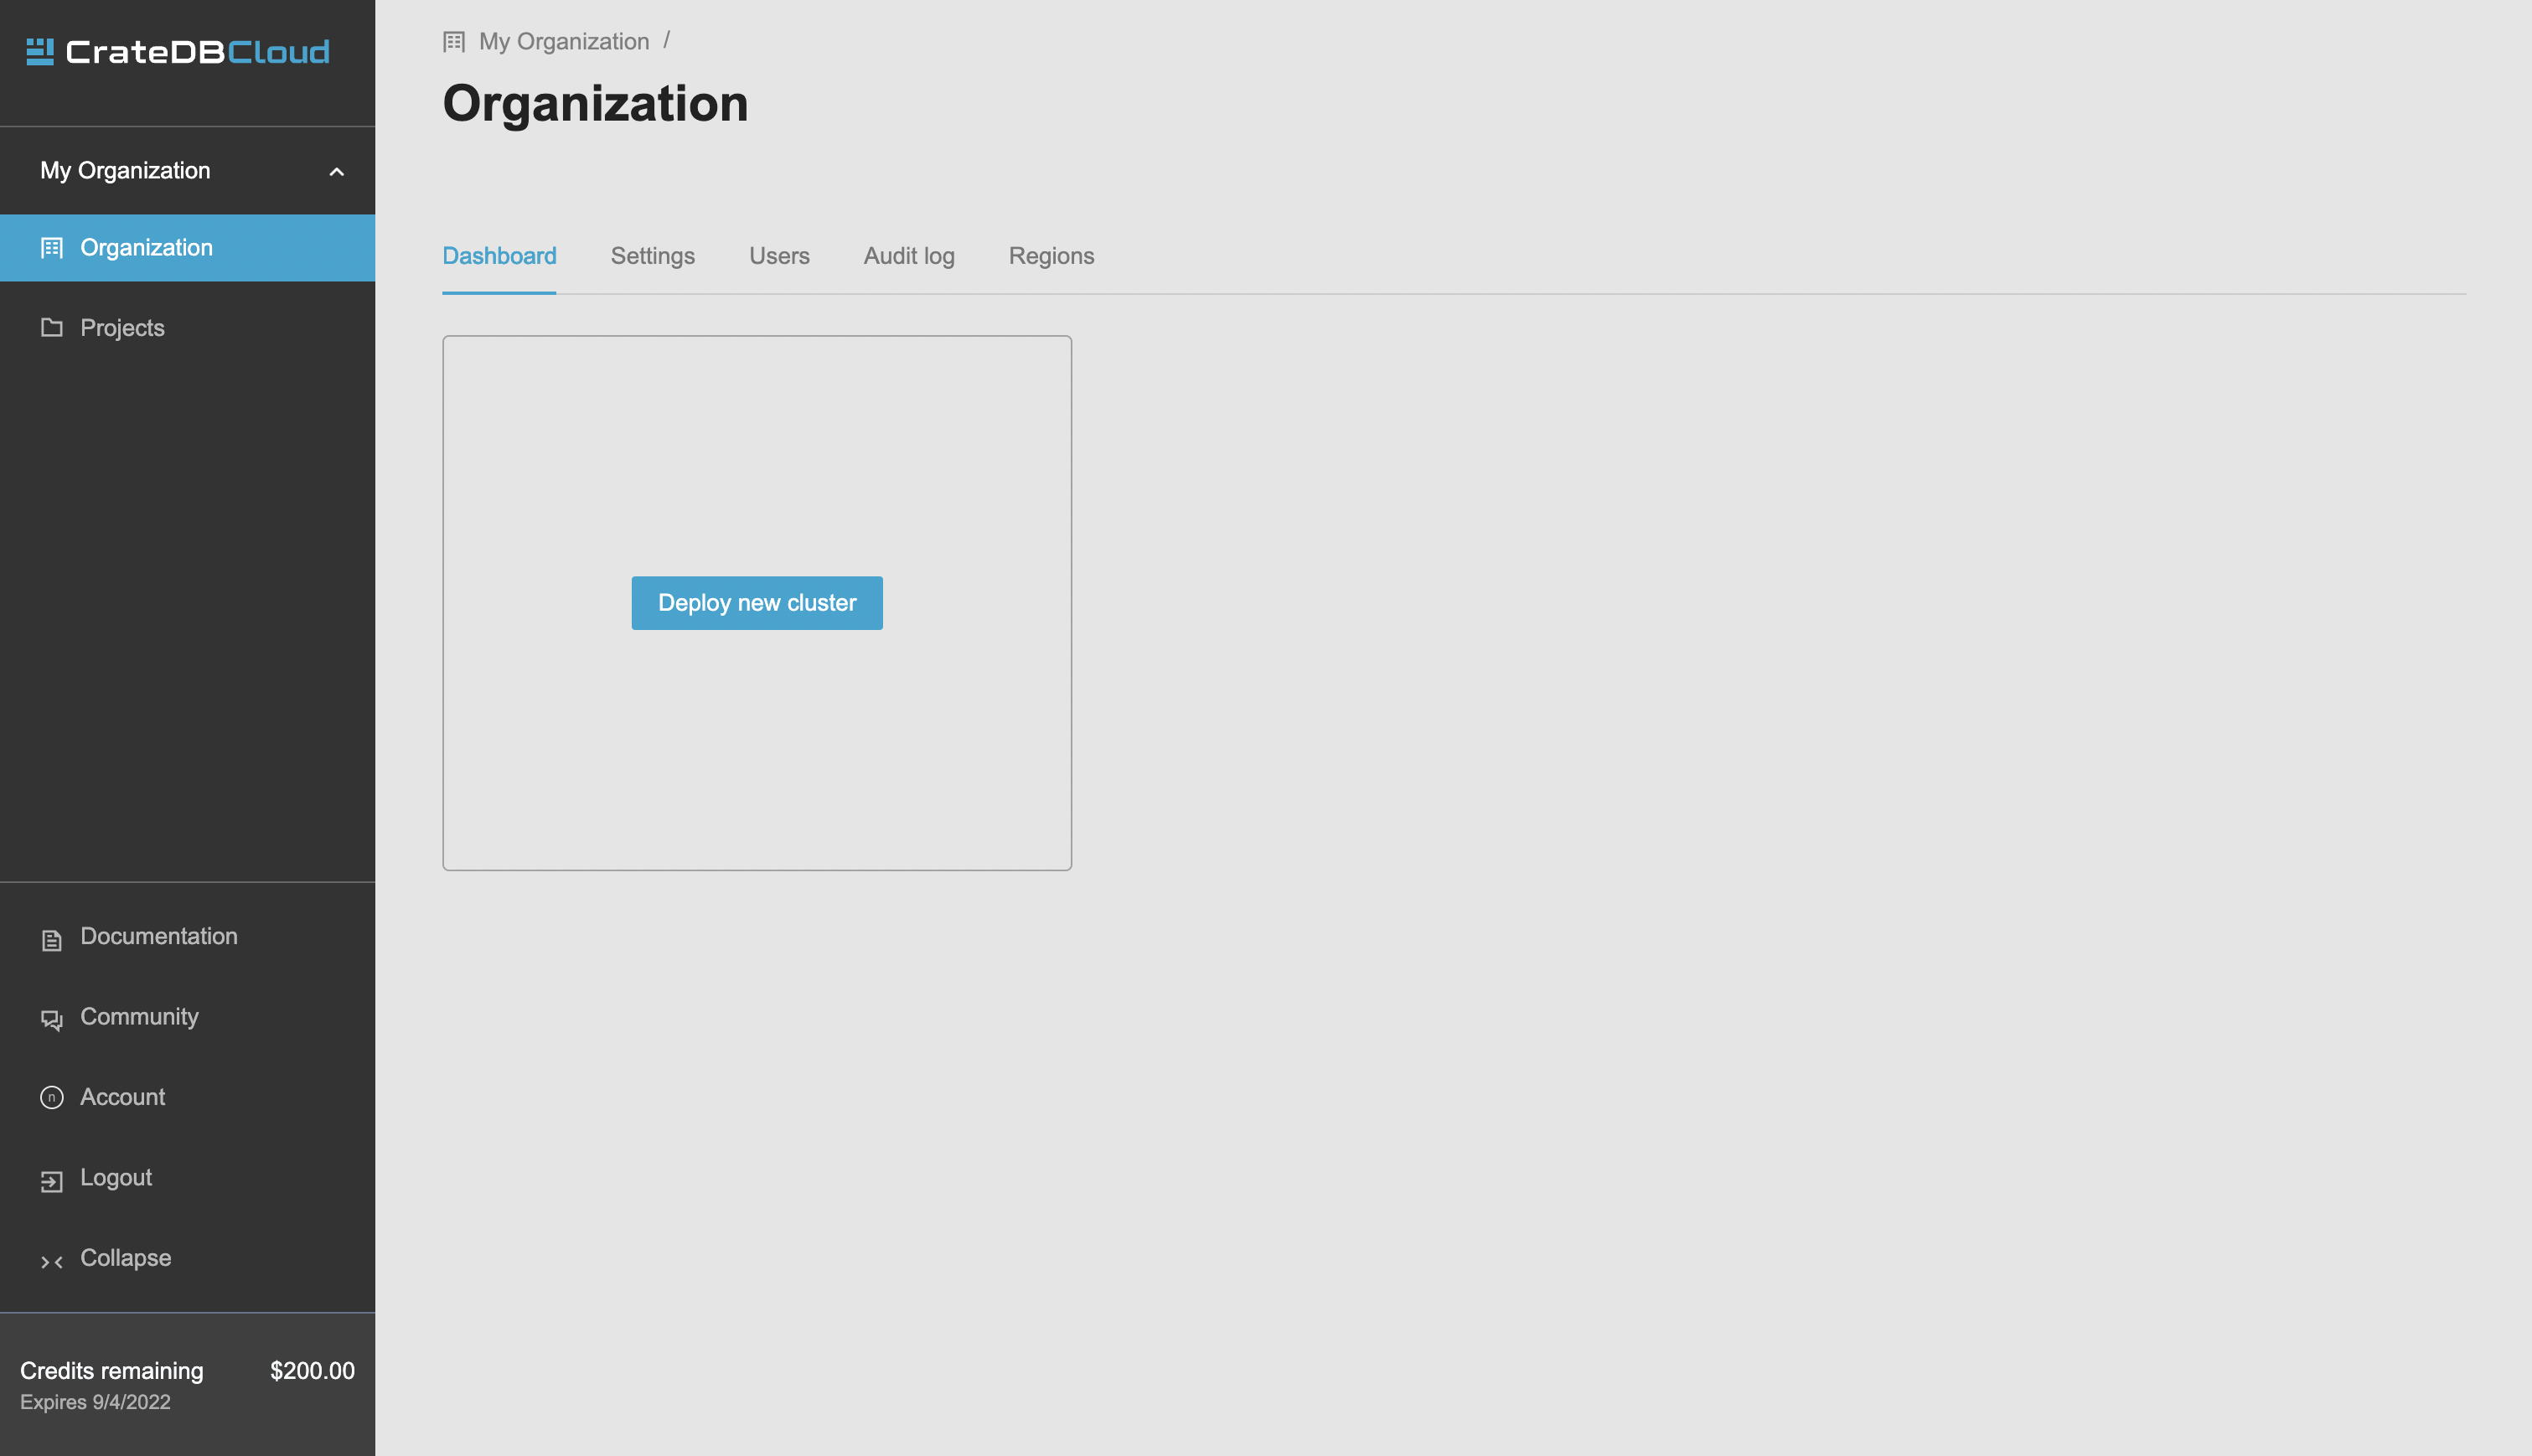 CrateDBCloud
My Organization
Organization
Projects
Documentation
Community
n Account
Logout
Collapse
Credits remaining $200.00
Expires 9/4/2022
My Organization /
Organization
Dashboard Settings Users Audit log Regions
Deploy new cluster